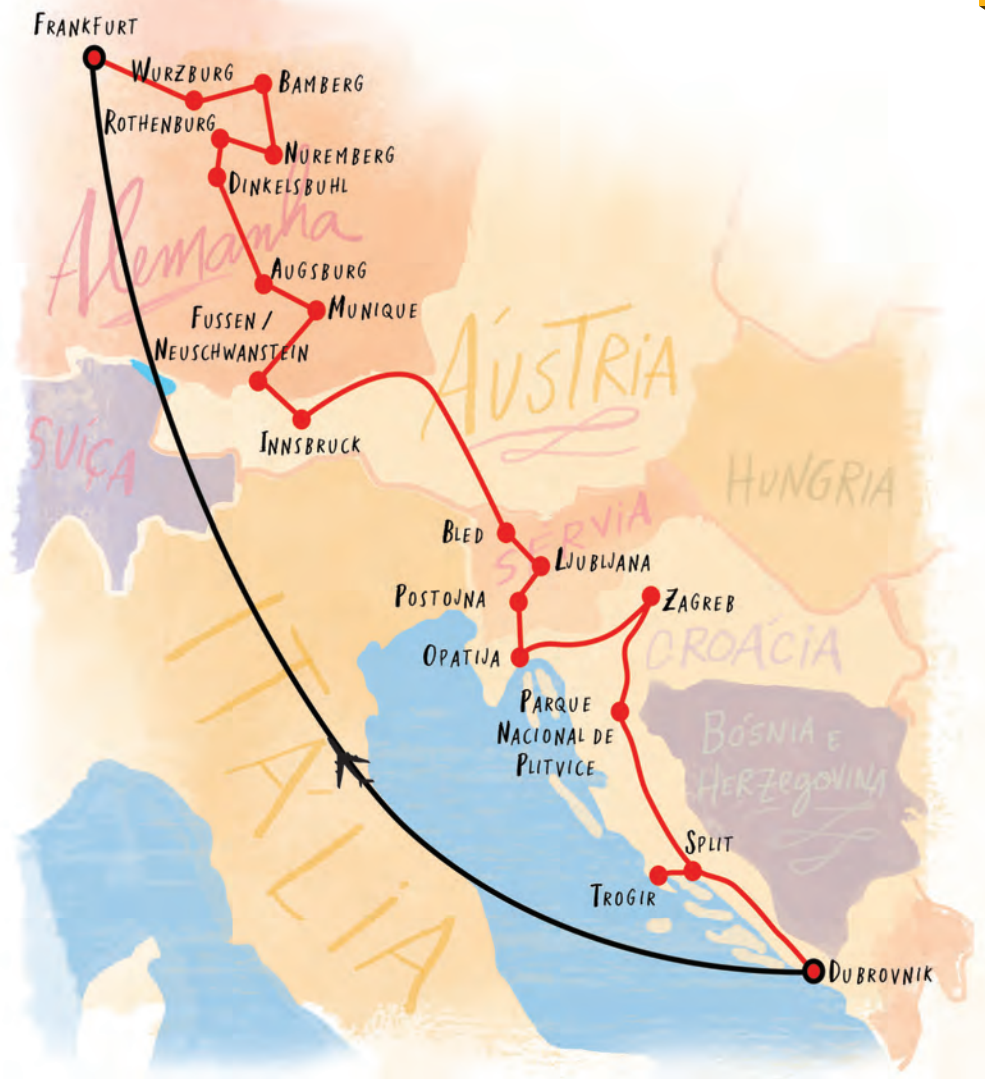 FRANKFURT
WURZBURG
BAMBERG
ROTHENBURG
NUREMBERG
DINKELSBUHL
Alemanha
AUGSBURG
MUNIQUE
FUSSEN /
NEUSCHWANSTEIN
ÁUSTRIA
SUÍÇA
INNSBRUCK
HUNGRIA
SERVIA
BLED
LJUBLJANA
POSTOJNA
ZAGREB
CROÁCIA
OPATIJA
ITÁLIA
PARQUE
NACIONAL DE
PLITVICE
BÓSNIA E
HERZEgOVINA
SPLIT
TROGIR
DUBROVNIK